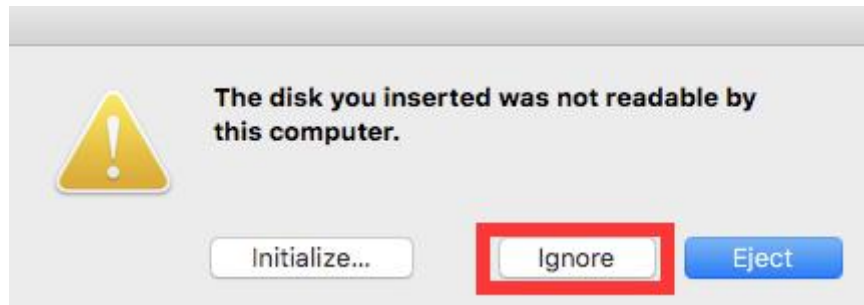 The disk you inserted was not readable by
this computer.
Initialize... Ignore Eject